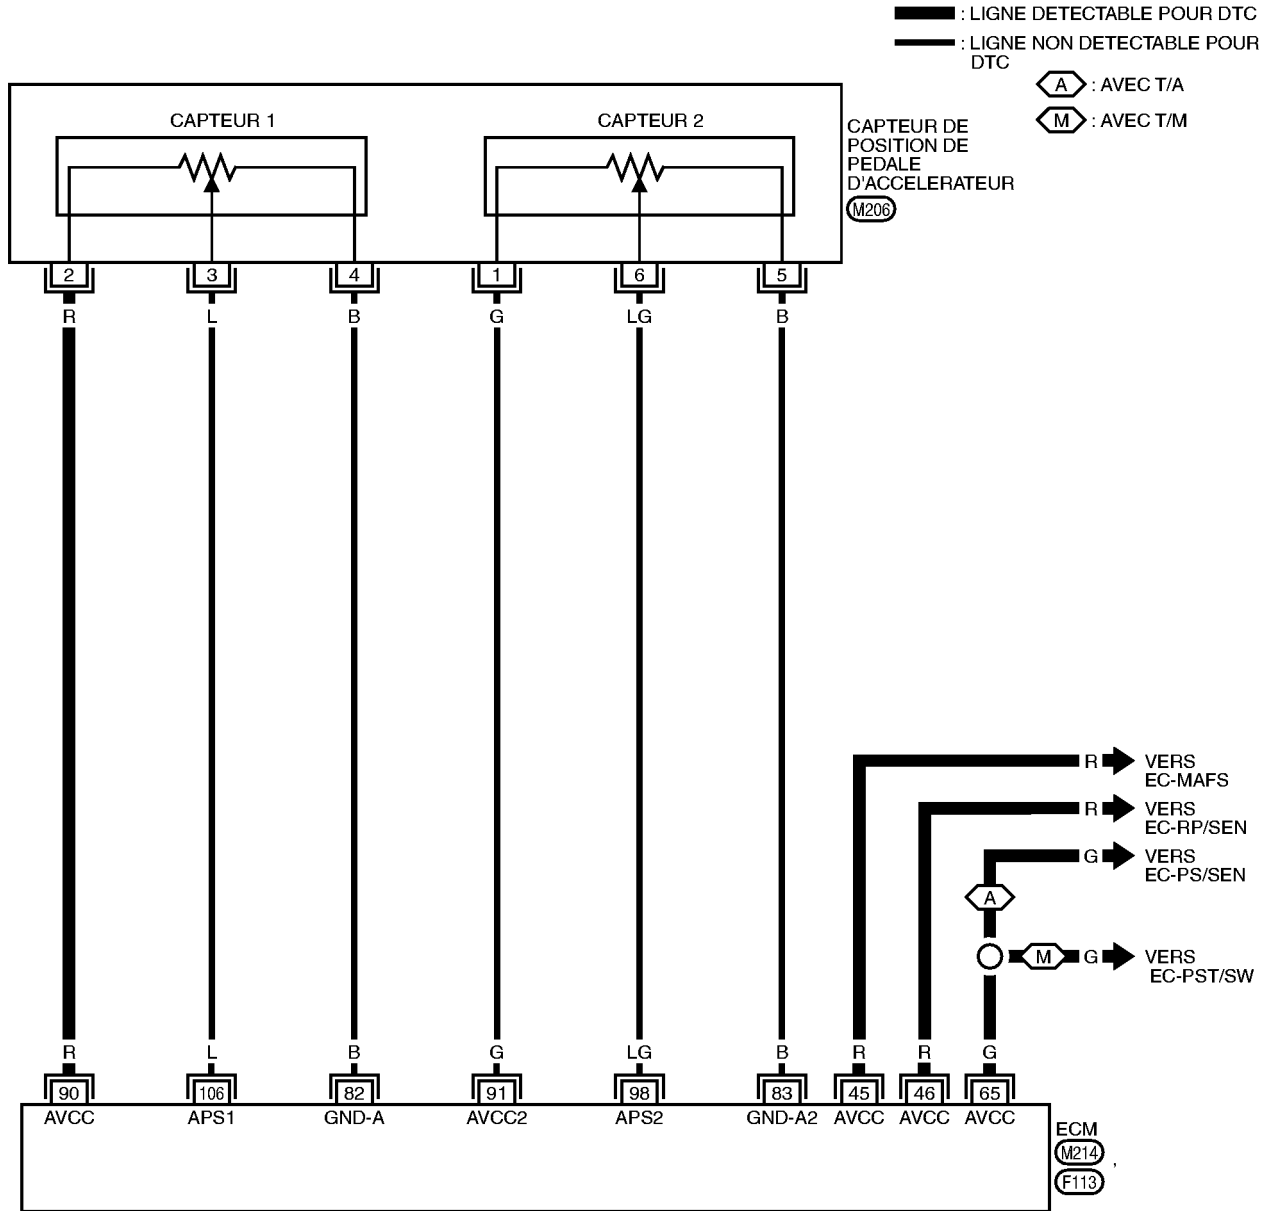 : LIGNE DETECTABLE POUR DTC
: LIGNE NON DETECTABLE POUR
DTC
A : AVEC T/A
M : AVEC T/M
CAPTEUR 1
CAPTEUR 2
CAPTEUR DE
POSITION DE
PEDALE
D'ACCELERATEUR
M206
2 3 4 1 6 5
R L B G LG B
R VERS
EC-MAFS
R VERS
EC-RP/SEN
G VERS
EC-PS/SEN
A
M G VERS
EC-PST/SW
R L B G LG B R R G
90 106 82 91 98 83 45 46 65
AVCC APS1 GND-A AVCC2 APS2 GND-A2 AVCC AVCC AVCC
ECM
M214 ,
F113